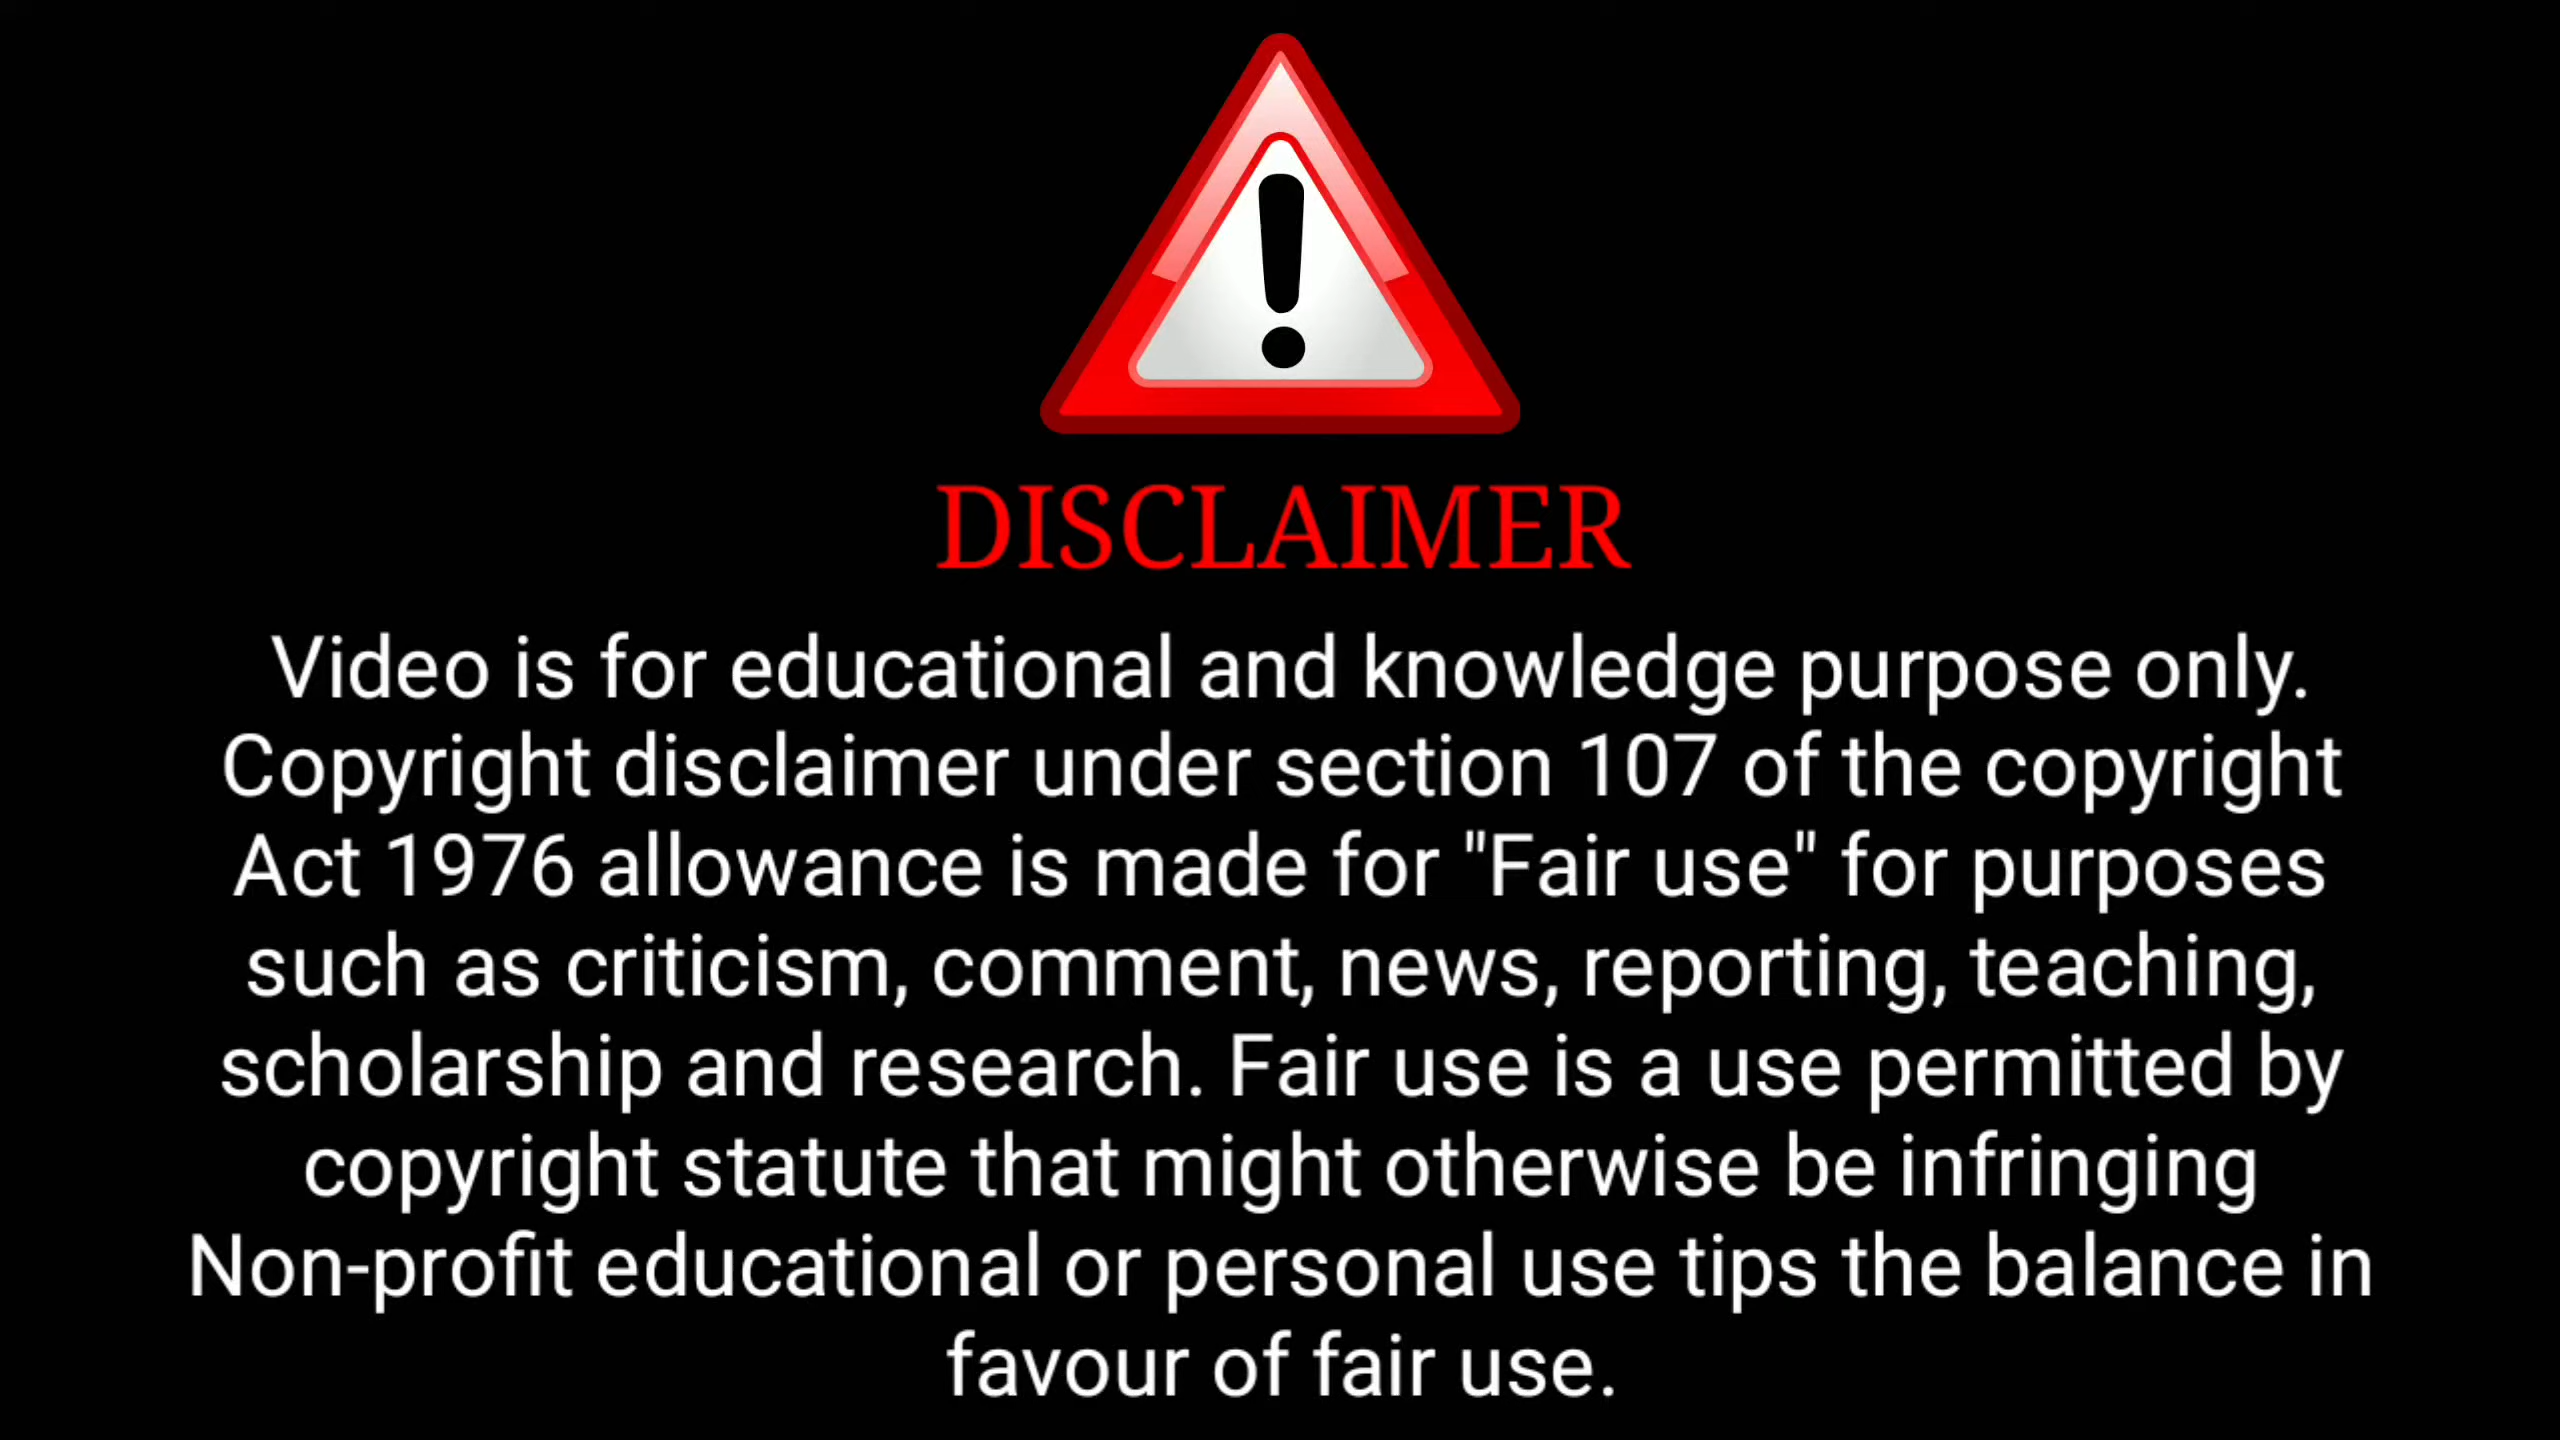 DISCLAIMER
Video is for educational and knowledge purpose only.
Copyright disclaimer under section 107 of the copyright
Act 1976 allowance is made for "Fair use" for purposes
such as criticism, comment, news, reporting, teaching,
scholarship and research. Fair use is a use permitted by
copyright statute that might otherwise be infringing
Non-profit educational or personal use tips the balance in
favour of fair use.